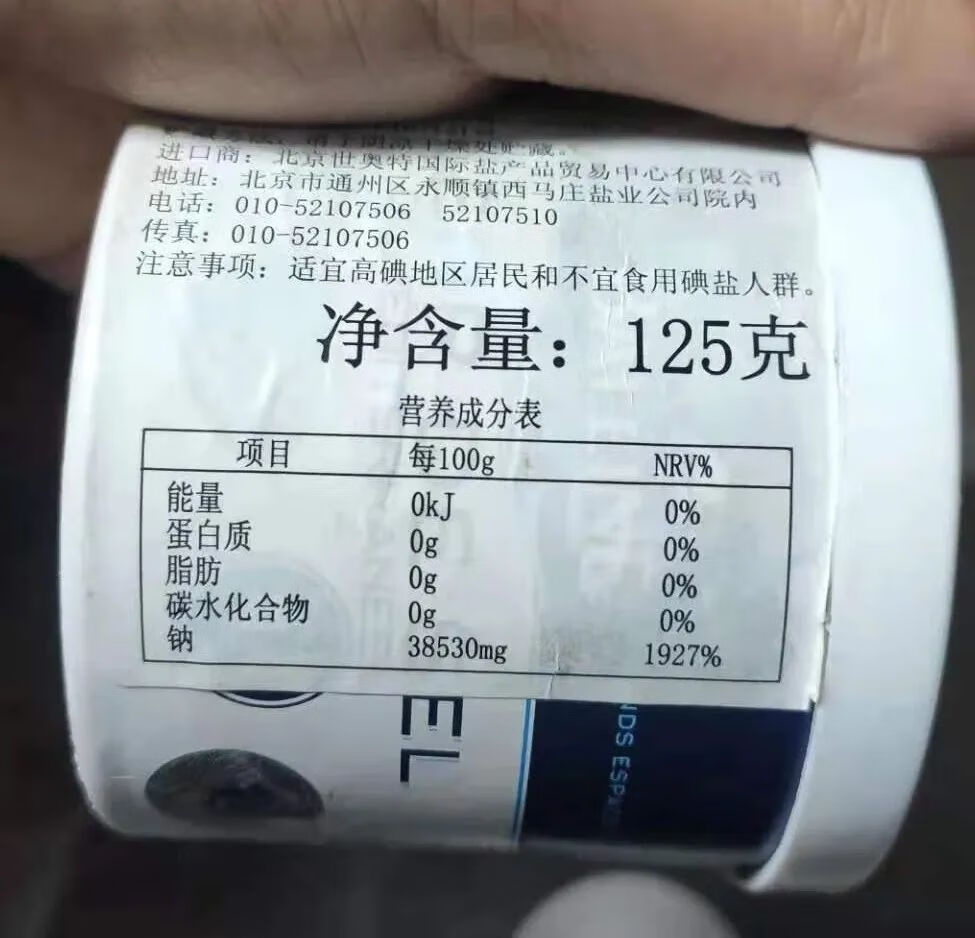 藏。
进口商：北京世奥特国际盐产品贸易中心有限公司
地址：北京市通州区永顺镇西马庄盐业公司院内
电话：010-52107506 52107510
传真：010-52107506
注意事项：适宜高碘地区居民和不宜食用碘盐人群。
净含量：125克
营养成分表
项目 每100g NRV%
能量 0kJ 0%
蛋白质 0g 0%
脂肪 0g 0%
碳水化合物 0g 0%
钠 38530mg 1927%
EL
NDS ESP